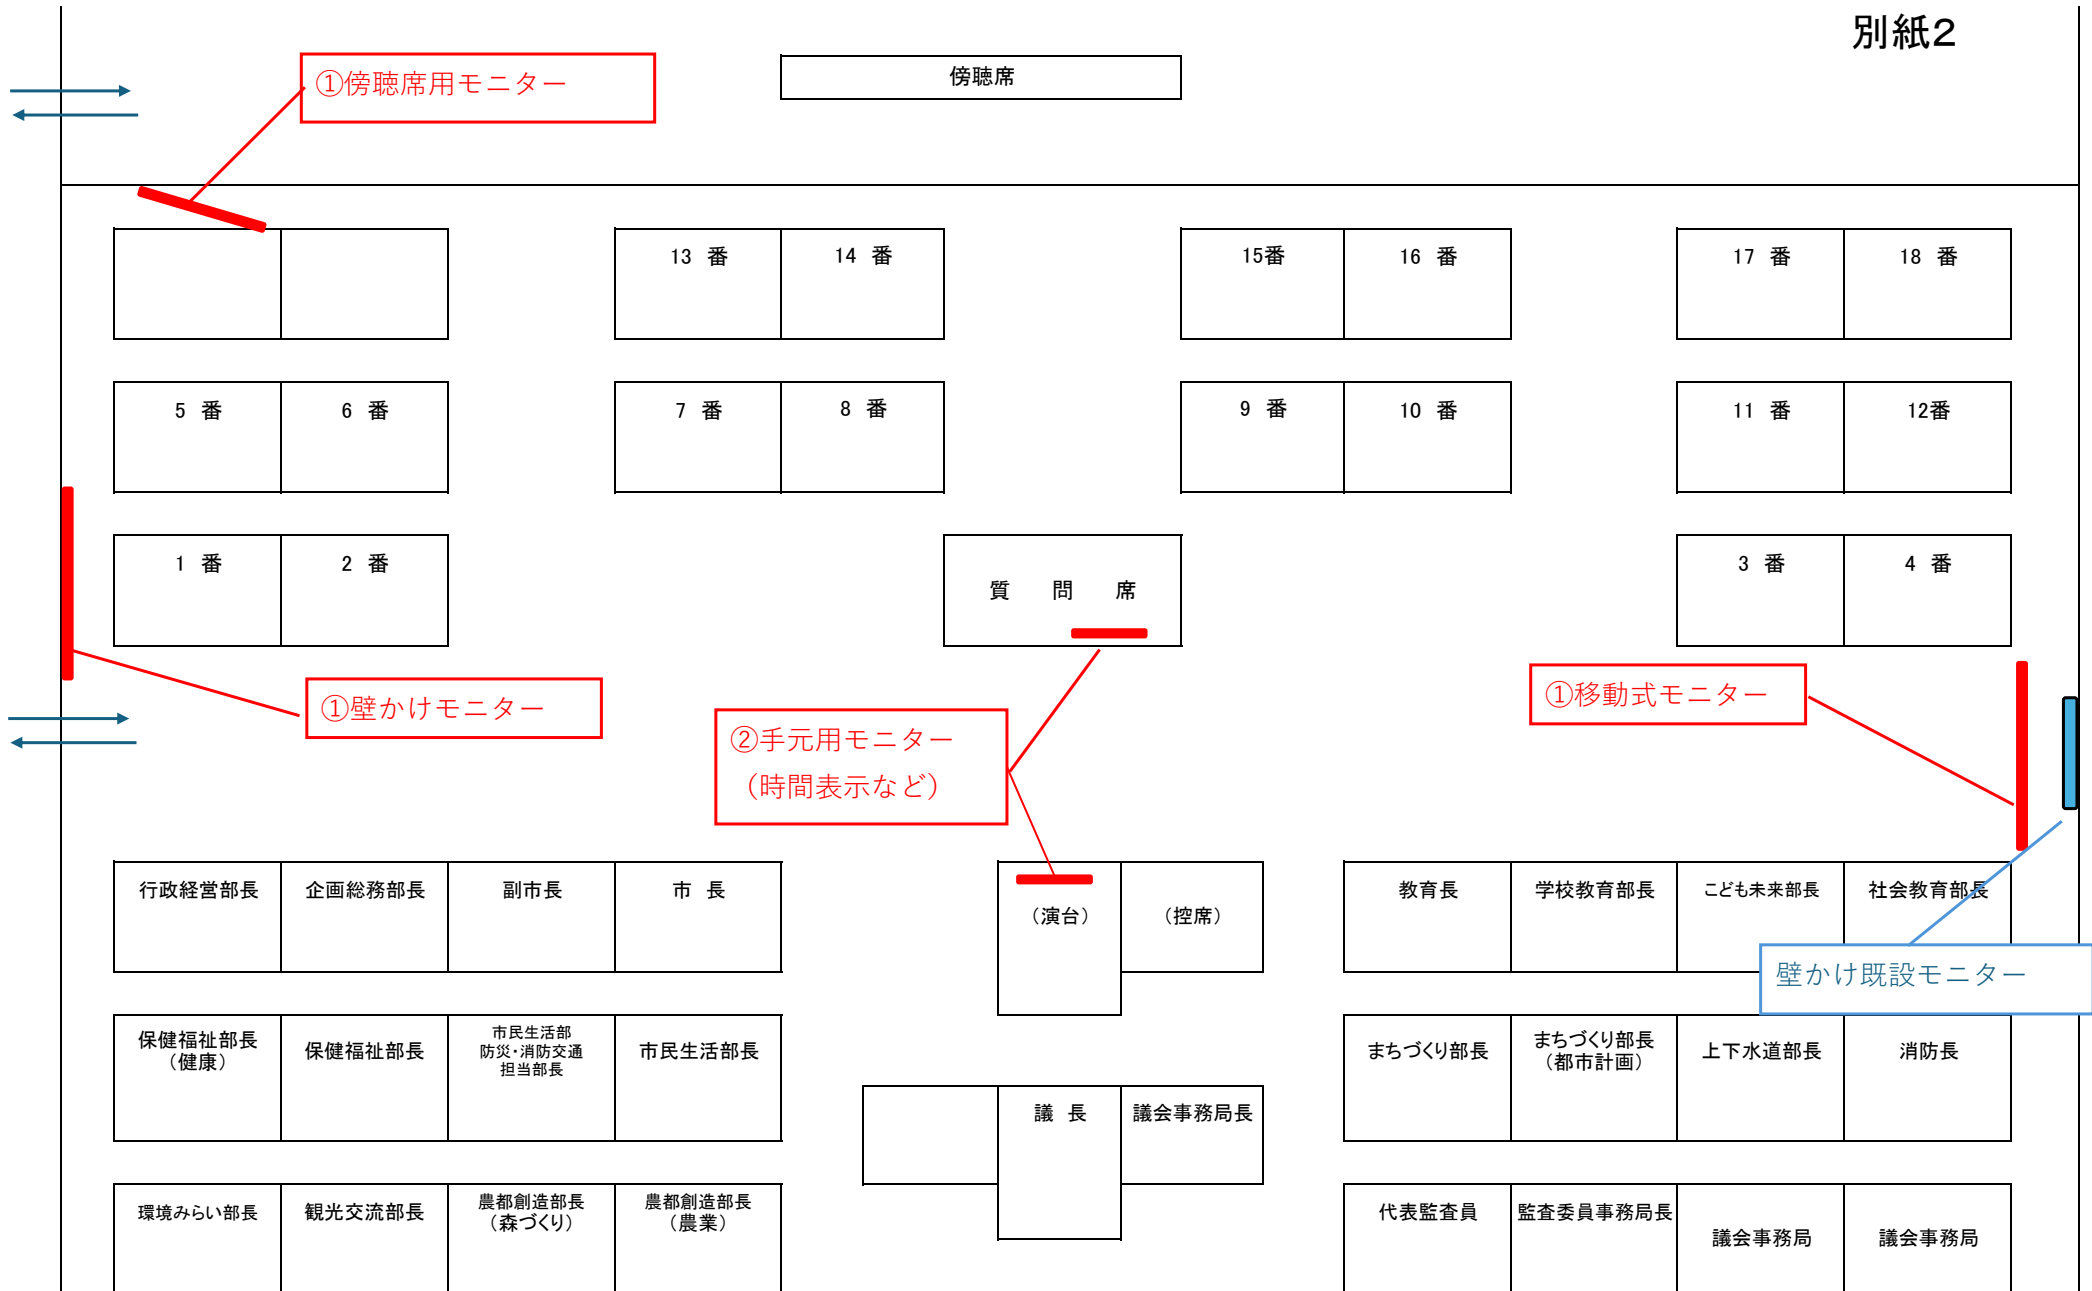 別紙2
①傍聴席用モニター
傍聴席
13 番
14 番
15番
16 番
17 番
18 番
5 番
6 番
7 番
8 番
9 番
10 番
11 番
12番
1 番
2 番
質 問 席
3 番
4 番
①壁かけモニター
②手元用モニター
（時間表示など）
①移動式モニター
行政経営部長
企画総務部長
副市長
市 長
（演台）
（控席）
教育長
学校教育部長
こども未来部長
社会教育部長
壁かけ既設モニター
保健福祉部長
（健康）
保健福祉部長
市民生活部
防災・消防交通
担当部長
市民生活部長
まちづくり部長
まちづくり部長
（都市計画）
上下水道部長
消防長
議 長
議会事務局長
環境みらい部長
観光交流部長
農都創造部長
（森づくり）
農都創造部長
（農業）
代表監査員
監査委員事務局長
議会事務局
議会事務局